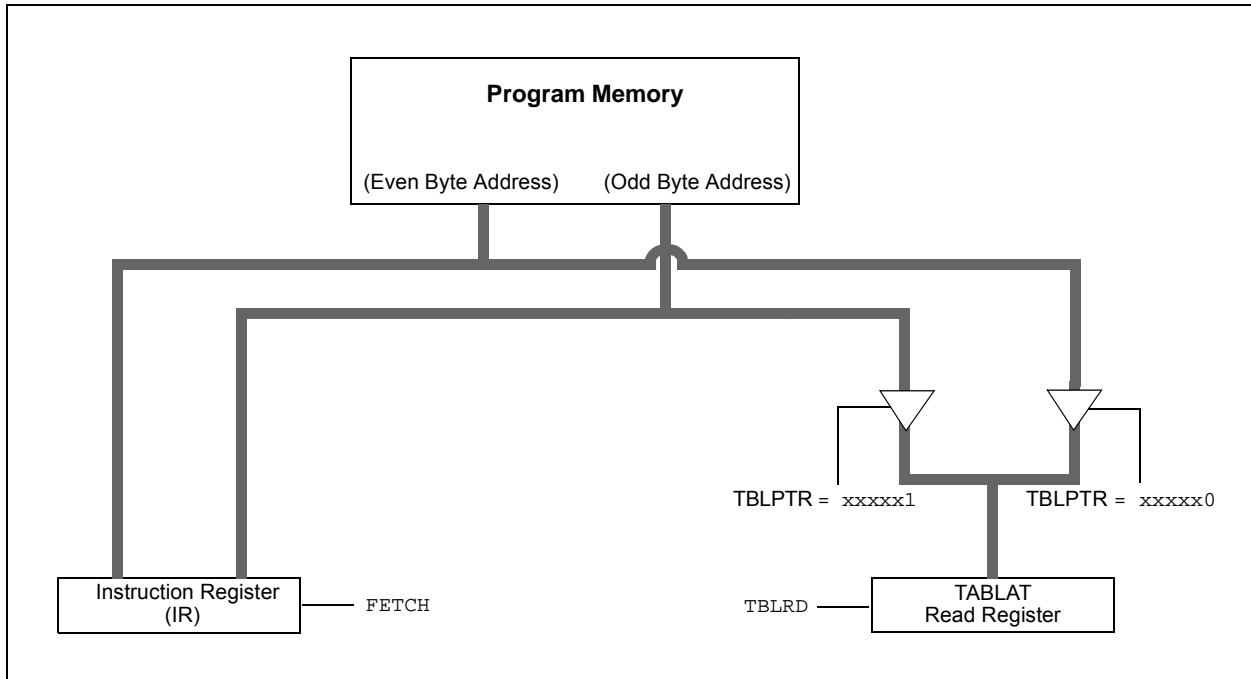 Program Memory
(Even Byte Address) (Odd Byte Address)
TBLPTR = xxxxx1 TBLPTR = xxxxx0
Instruction Register
(IR)
FETCH
TBLRD
TABLAT
Read Register